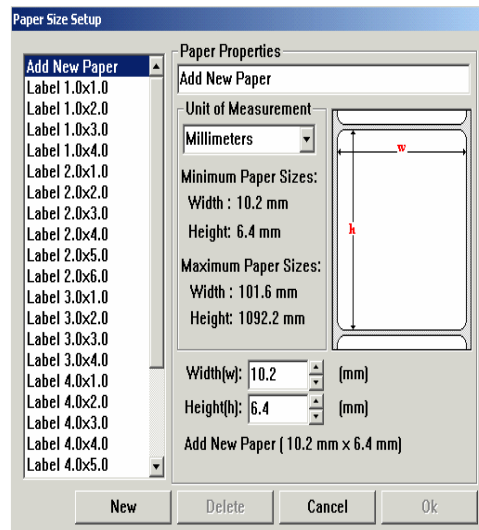 Paper Size Setup
Add New Paper
Label 1.0x1.0
Label 1.0x2.0
Label 1.0x3.0
Label 1.0x4.0
Label 2.0x1.0
Label 2.0x2.0
Label 2.0x3.0
Label 2.0x4.0
Label 2.0x5.0
Label 2.0x6.0
Label 3.0x1.0
Label 3.0x2.0
Label 3.0x3.0
Label 3.0x4.0
Label 4.0x1.0
Label 4.0x2.0
Label 4.0x3.0
Label 4.0x4.0
Label 4.0x5.0
Paper Properties
Add New Paper
Unit of Measurement
Millimeters
Minimum Paper Sizes:
Width : 10.2 mm
Height: 6.4 mm
Maximum Paper Sizes:
Width : 101.6 mm
Height: 1092.2 mm
w
h
Width(w): 10.2 (mm)
Height(h): 6.4 (mm)
Add New Paper ( 10.2 mm x 6.4 mm)
New Delete Cancel Ok